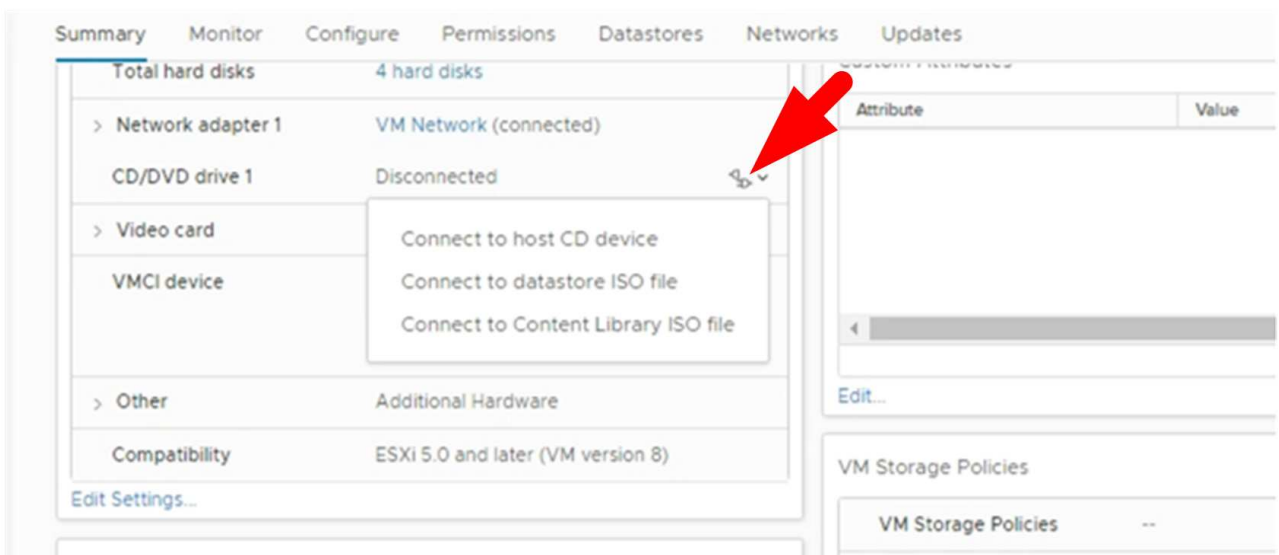 Summary Monitor Configure Permissions Datastores Networks Updates
Total hard disks 4 hard disks
> Network adapter 1 VM Network (connected)
CD/DVD drive 1 Disconnected
> Video card
Connect to host CD device
VMCI device
Connect to datastore ISO file
Connect to Content Library ISO file
> Other Additional Hardware
Compatibility ESXi 5.0 and later (VM version 8)
Edit Settings...
Custom Attributes
Attribute Value
Edit...
VM Storage Policies
VM Storage Policies --